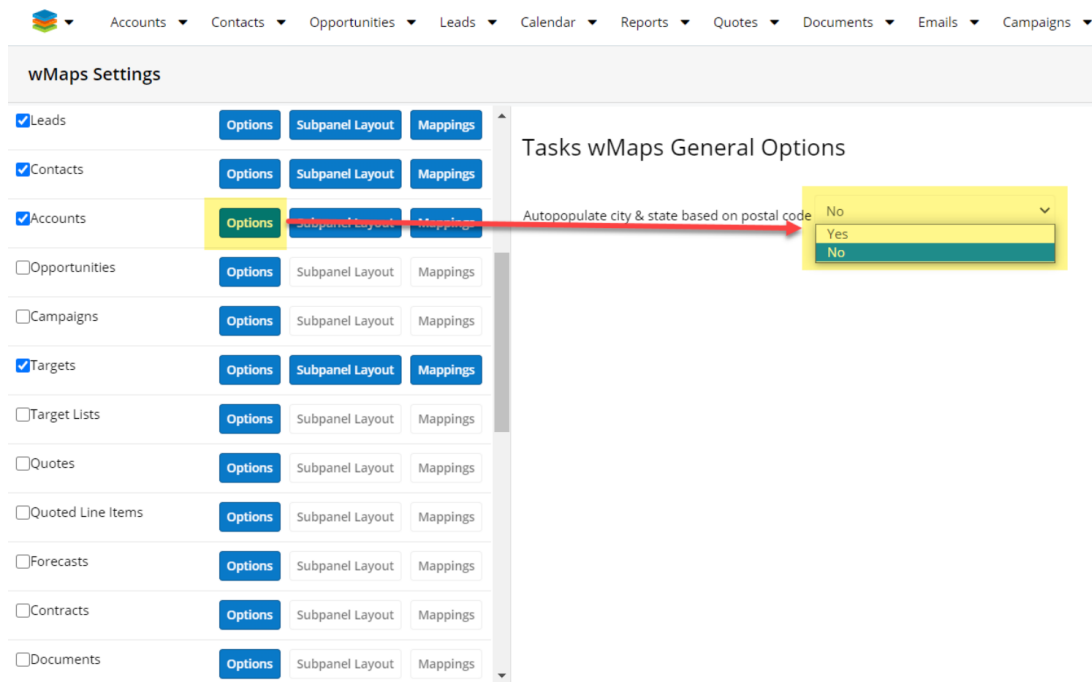 Accounts Contacts Opportunities Leads Calendar Reports Quotes Documents Emails Campaigns
wMaps Settings
Leads Options Subpanel Layout Mappings
Contacts Options Subpanel Layout Mappings
Accounts Options Subpanel Layout Mappings
Opportunities Options Subpanel Layout Mappings
Campaigns Options Subpanel Layout Mappings
Targets Options Subpanel Layout Mappings
Target Lists Options Subpanel Layout Mappings
Quotes Options Subpanel Layout Mappings
Quoted Line Items Options Subpanel Layout Mappings
Forecasts Options Subpanel Layout Mappings
Contracts Options Subpanel Layout Mappings
Documents Options Subpanel Layout Mappings
Tasks wMaps General Options
Autopopulate city & state based on postal code No
Yes
No